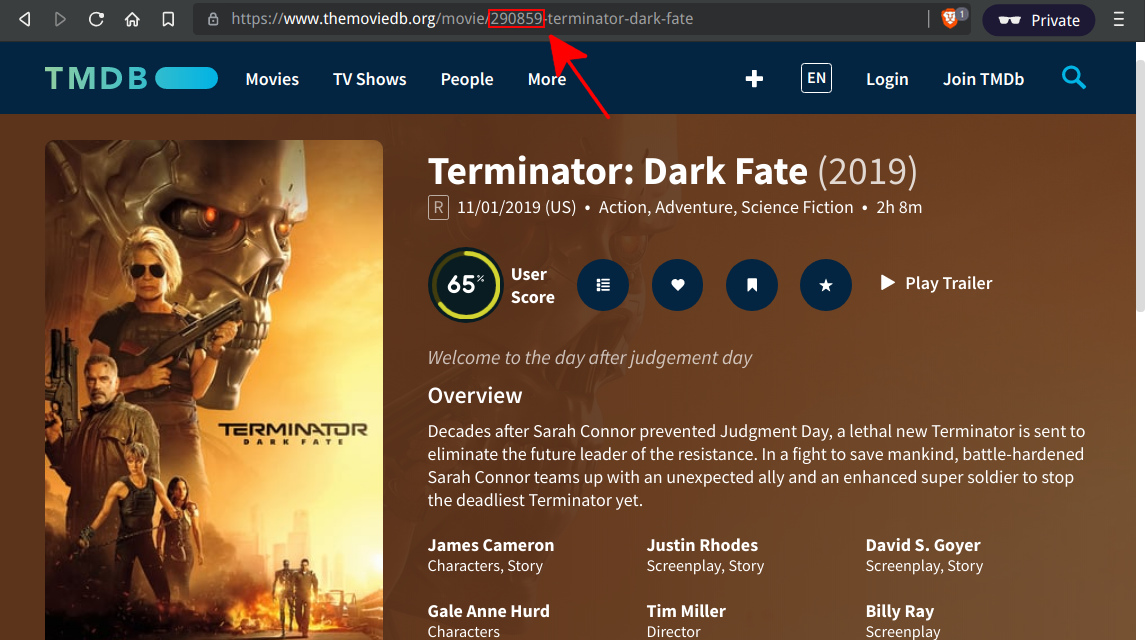 https://www.themoviedb.org/movie/290859-terminator-dark-fate
1
Private
TMDB
Movies TV Shows People More
EN Login Join TMDb
Terminator: Dark Fate (2019)
R 11/01/2019 (US) • Action, Adventure, Science Fiction • 2h 8m
65%
User
Score
Play Trailer
Welcome to the day after judgement day
Overview
Decades after Sarah Connor prevented Judgment Day, a lethal new Terminator is sent to
eliminate the future leader of the resistance. In a fight to save mankind, battle-hardened
Sarah Connor teams up with an unexpected ally and an enhanced super soldier to stop
the deadliest Terminator yet.
TERMINATOR
DARK FATE
James Cameron Justin Rhodes David S. Goyer
Characters, Story Screenplay, Story Screenplay, Story
Gale Anne Hurd Tim Miller Billy Ray
Characters Director Screenplay